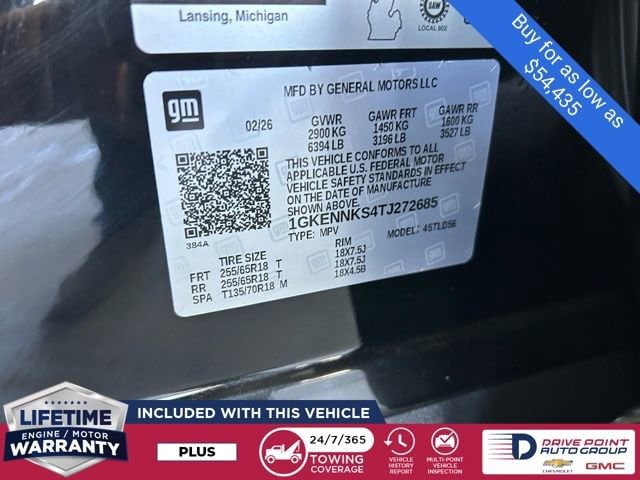 Lansing, Michigan
UAW
LOCAL 602
Buy for as low as
$54,435
gm
MFD BY GENERAL MOTORS LLC
02/26
GVWR GAWR FRT GAWR RR
2900 KG 1450 KG 1600 KG
6394 LB 3196 LB 3527 LB
THIS VEHICLE CONFORMS TO ALL
APPLICABLE U.S. FEDERAL MOTOR
VEHICLE SAFETY STANDARDS IN EFFECT
ON THE DATE OF MANUFACTURE
SHOWN ABOVE.
1GKENNKS4TJ272685
TYPE: MPV MODEL: 4STLD56
384A
TIRE SIZE RIM
FRT 255/65R18 T 18X7.5J
RR 255/65R18 T 18X7.5J
SPA T135/70R18 M 18X4.5B
LIFETIME
ENGINE / MOTOR
WARRANTY
INCLUDED WITH THIS VEHICLE
PLUS
24/7/365
TOWING
COVERAGE
VEHICLE
HISTORY
REPORT
MULTI-POINT
VEHICLE
INSPECTION
DRIVE POINT
AUTO GROUP
CHEVROLET GMC